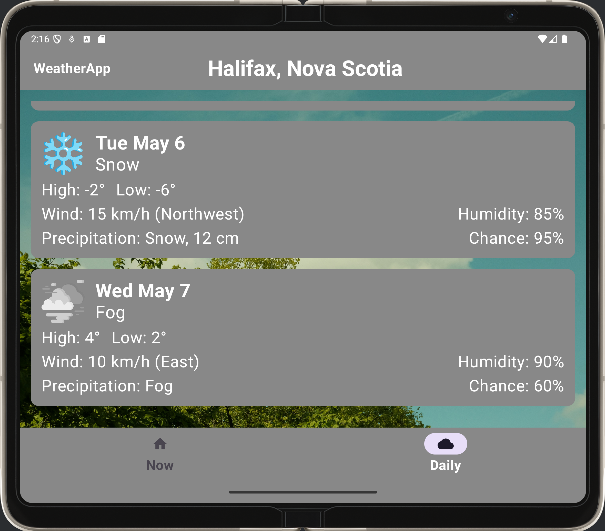 2:16
WeatherApp
Halifax, Nova Scotia
Tue May 6
Snow
High: -2° Low: -6°
Wind: 15 km/h (Northwest)
Humidity: 85%
Precipitation: Snow, 12 cm
Chance: 95%
Wed May 7
Fog
High: 4° Low: 2°
Wind: 10 km/h (East)
Humidity: 90%
Precipitation: Fog
Chance: 60%
Now
Daily